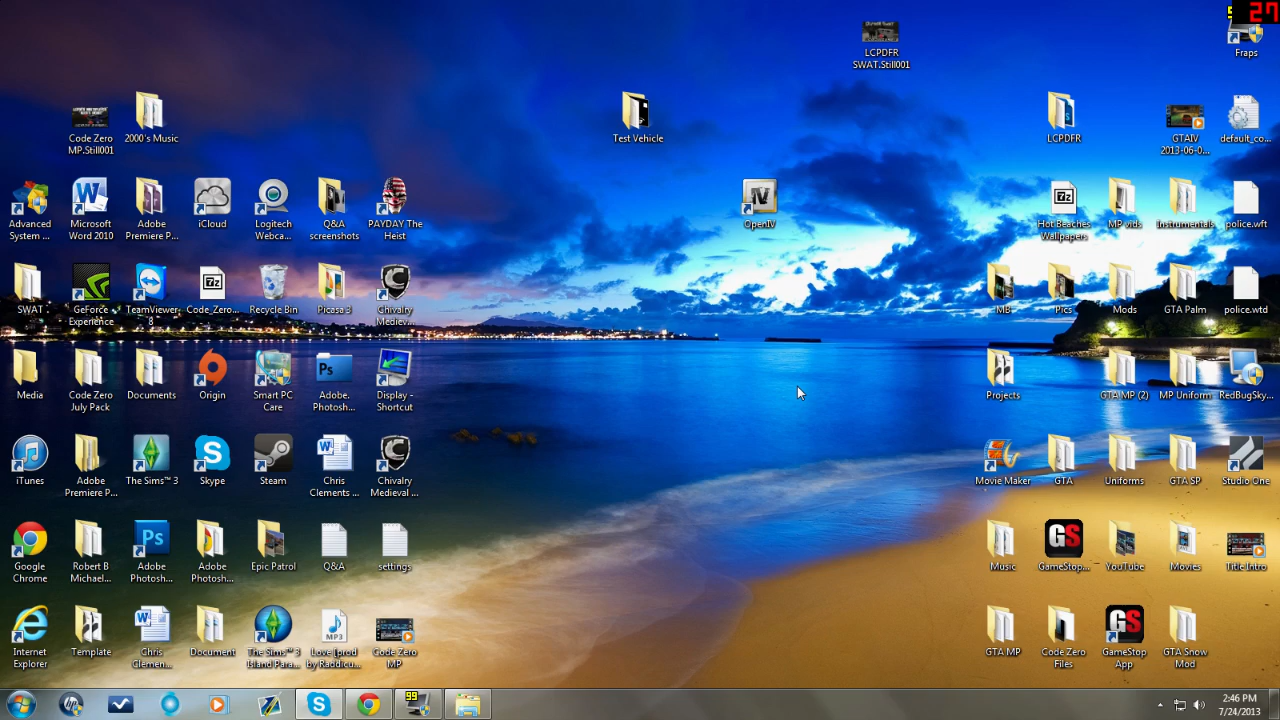 27
99
LCPDFR
SWAT.Still001
Fraps
Code Zero
MP.Still001
2000's Music
Test Vehicle
LCPDFR
GTAIV
2013-06-0...
default_co...
Advanced
System ...
Microsoft
Word 2010
Adobe
Premiere P...
iCloud
Logitech
Webca...
Q&A
screenshots
PAYDAY The
Heist
OpenIV
Hot Beaches
Wallpapers
MP vids
Instrumentals
police.wft
SWAT
GeForce
Experience
TeamViewer
8
Code_Zero...
Recycle Bin
Picasa 3
Chivalry
Mediev...
MB
Pics
Mods
GTA Palm
police.wtd
Media
Code Zero
July Pack
Documents
Origin
Smart PC
Care
Adobe.
Photosh...
Display -
Shortcut
Projects
GTA MP (2)
MP Uniform
RedBugSky...
iTunes
Adobe
Premiere P...
The Sims™ 3
Skype
Steam
Chris
Clements ...
Chivalry
Medieval ...
Movie Maker
GTA
Uniforms
GTA SP
Studio One
Google
Chrome
Robert B
Michael...
Adobe
Photosh...
Adobe
Photosh...
Epic Patrol
Q&A
settings
Music
GameStop...
YouTube
Movies
Title Intro
Internet
Explorer
Template
Chris
Clemen...
Document
The Sims™ 3
Island Para...
Love [prod
by Raddicu...
Code Zero
MP
GTA MP
Code Zero
Files
GameStop
App
GTA Snow
Mod
99
2:46 PM
7/24/2013